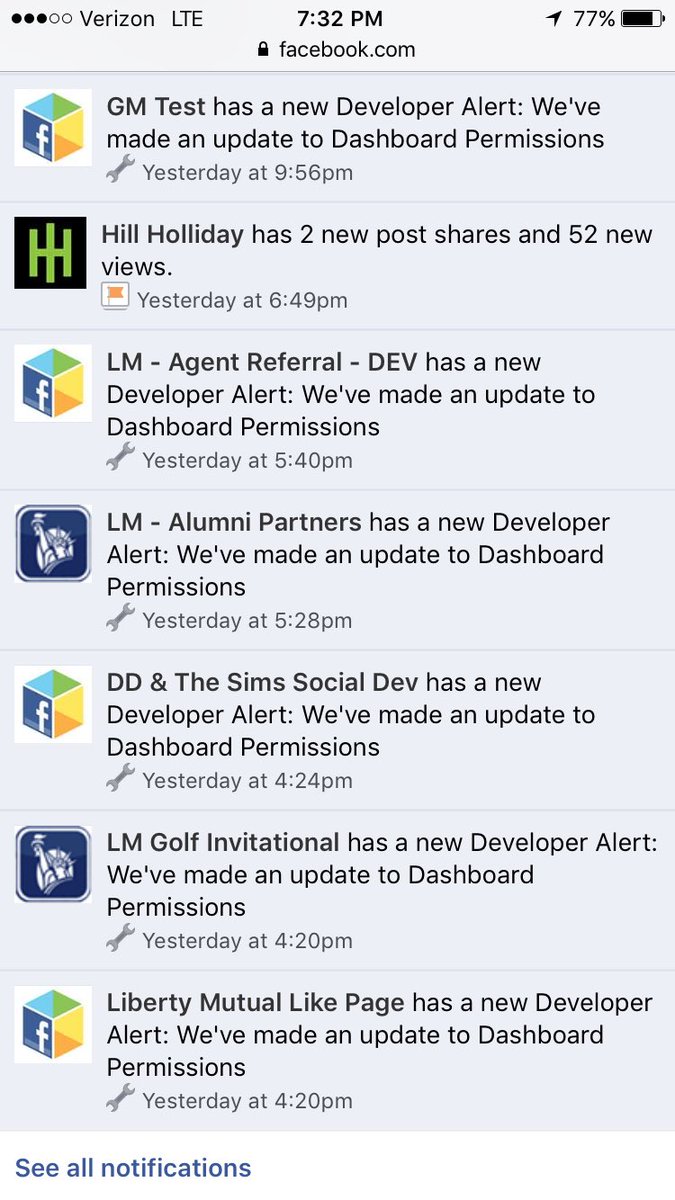 Verizon LTE 7:32 PM 77%
facebook.com
GM Test has a new Developer Alert: We've
made an update to Dashboard Permissions
Yesterday at 9:56pm
Hill Holliday has 2 new post shares and 52 new
views.
Yesterday at 6:49pm
LM - Agent Referral - DEV has a new
Developer Alert: We've made an update to
Dashboard Permissions
Yesterday at 5:40pm
LM - Alumni Partners has a new Developer
Alert: We've made an update to Dashboard
Permissions
Yesterday at 5:28pm
DD & The Sims Social Dev has a new
Developer Alert: We've made an update to
Dashboard Permissions
Yesterday at 4:24pm
LM Golf Invitational has a new Developer Alert:
We've made an update to Dashboard
Permissions
Yesterday at 4:20pm
Liberty Mutual Like Page has a new Developer
Alert: We've made an update to Dashboard
Permissions
Yesterday at 4:20pm
See all notifications